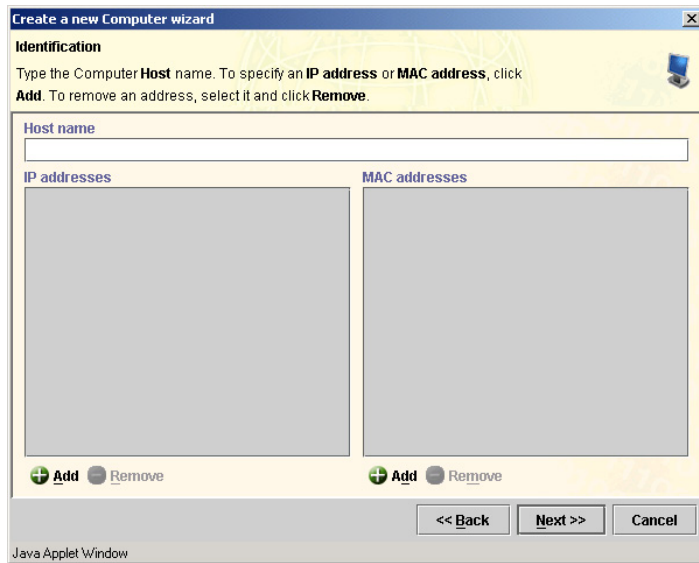 Create a new Computer wizard
Identification
Type the Computer Host name. To specify an IP address or MAC address, click
Add. To remove an address, select it and click Remove.
Host name
IP addresses
MAC addresses
Add Remove
Add Remove
<< Back Next >> Cancel
Java Applet Window